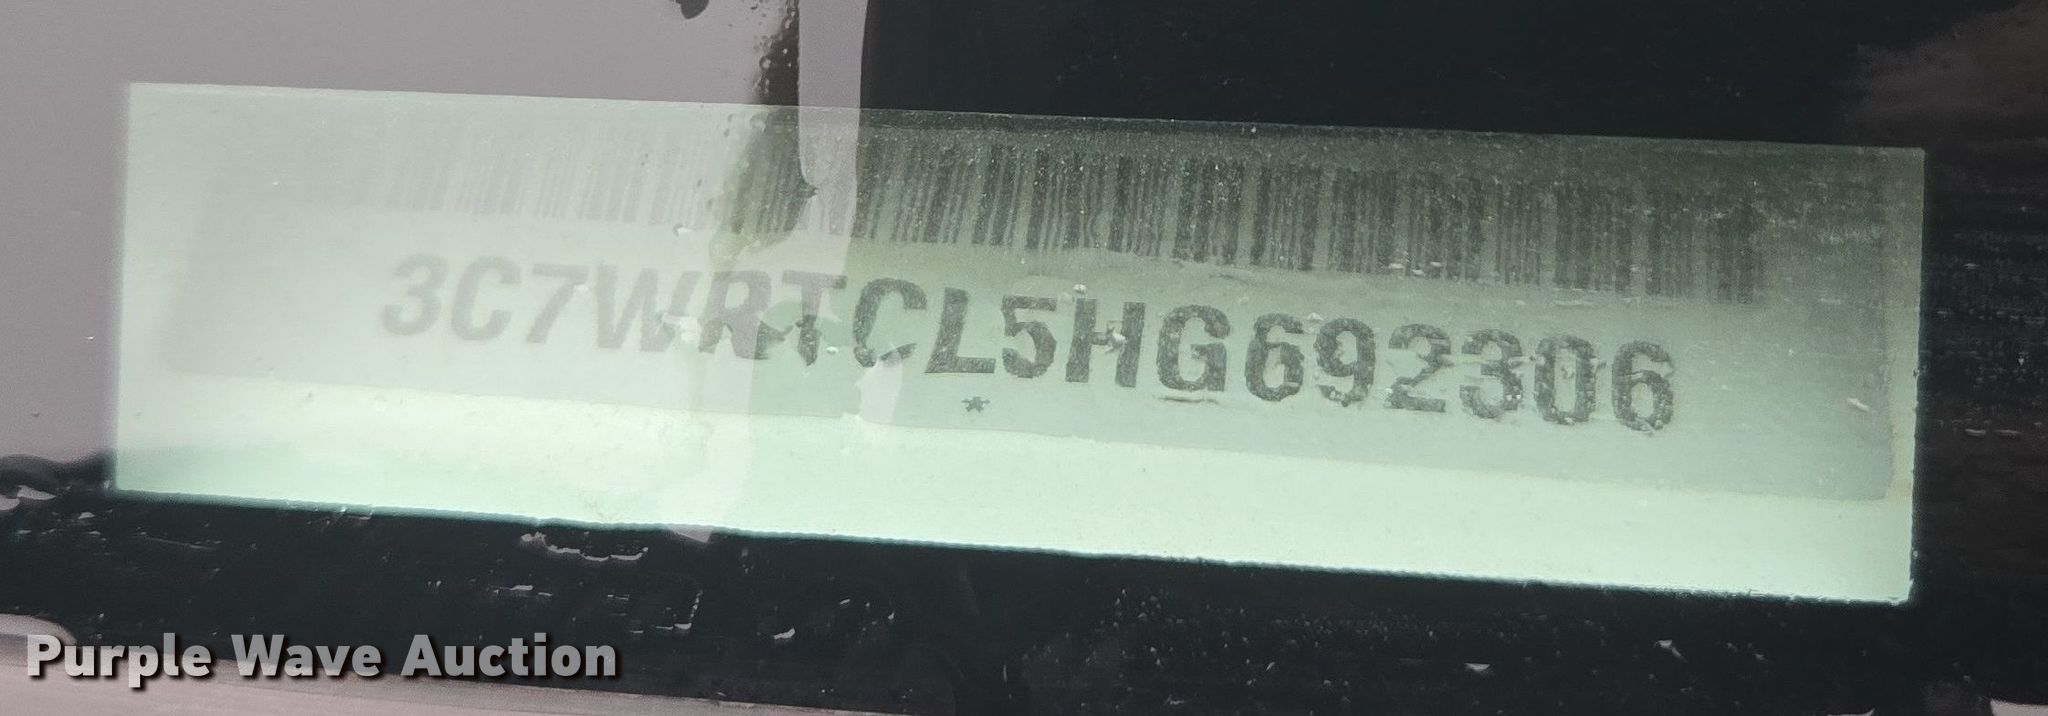 3C7WRTCL5HG692306
*
Purple Wave Auction